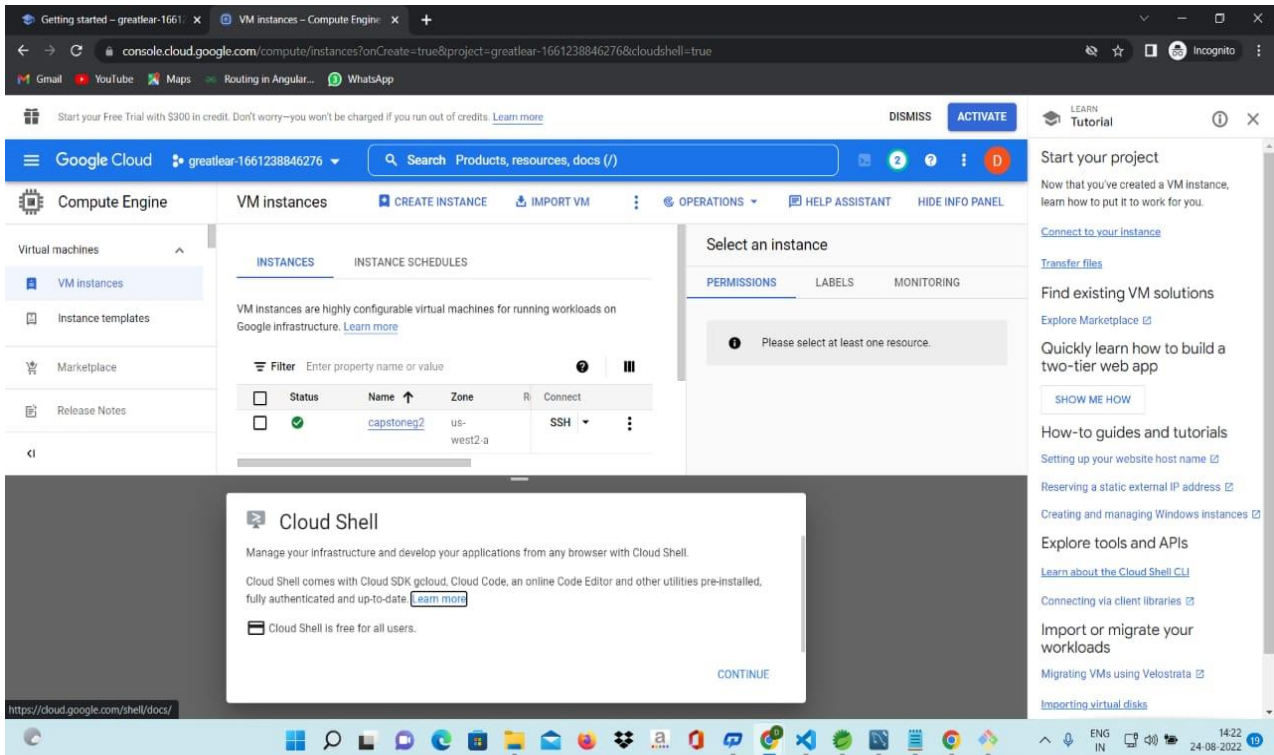 Getting started – greatlear-1661
VM instances – Compute Engine
console.cloud.google.com/compute/instances?onCreate=true&project=greatlear-1661238846276&cloudshell=true
Incognito
Gmail
YouTube
Maps
Routing in Angular...
WhatsApp
Start your Free Trial with $300 in credit. Don't worry—you won't be charged if you run out of credits. Learn more
DISMISS
ACTIVATE
Google Cloud
greatlear-1661238846276
Search Products, resources, docs (/)
2
D
Compute Engine
VM instances
CREATE INSTANCE
IMPORT VM
OPERATIONS
HELP ASSISTANT
HIDE INFO PANEL
Virtual machines
VM instances
Instance templates
Marketplace
Release Notes
INSTANCES
INSTANCE SCHEDULES
VM instances are highly configurable virtual machines for running workloads on
Google infrastructure. Learn more
Filter Enter property name or value
Status
Name
Zone
Connect
capstoneg2
us-
west2-a
SSH
Select an instance
PERMISSIONS
LABELS
MONITORING
Please select at least one resource.
Cloud Shell
Manage your infrastructure and develop your applications from any browser with Cloud Shell.
Cloud Shell comes with Cloud SDK gcloud, Cloud Code, an online Code Editor and other utilities pre-installed,
fully authenticated and up-to-date. Learn more
Cloud Shell is free for all users.
CONTINUE
LEARN
Tutorial
Start your project
Now that you've created a VM instance,
learn how to put it to work for you.
Connect to your instance
Transfer files
Find existing VM solutions
Explore Marketplace
Quickly learn how to build a
two-tier web app
SHOW ME HOW
How-to guides and tutorials
Setting up your website host name
Reserving a static external IP address
Creating and managing Windows instances
Explore tools and APIs
Learn about the Cloud Shell CLI
Connecting via client libraries
Import or migrate your
workloads
Migrating VMs using Velostrata
Importing virtual disks
https://cloud.google.com/shell/docs/
ENG
IN
14:22
24-08-2022
19